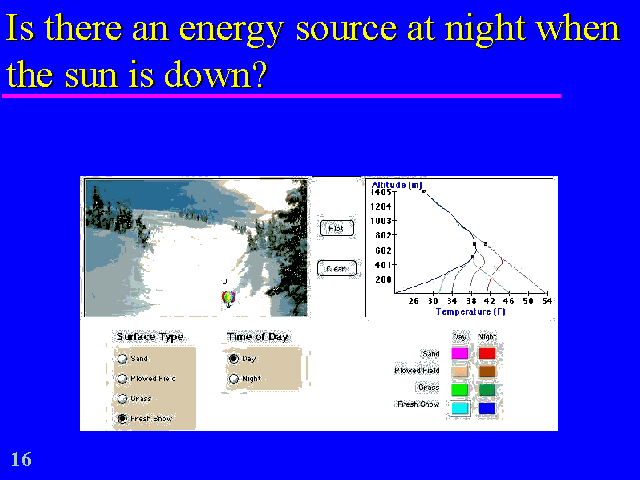 Is there an energy source at night when
the sun is down?
Altitude (m)
1405
1204
1003
802
602
401
200
26 30 34 38 42 46 50 54
Temperature (F)
Plot
Clear
Surface Type
Sand
Plowed Field
Grass
Fresh Snow
Time of Day
Day
Night
Day Night
Sand
Plowed Field
Grass
Fresh Snow
16